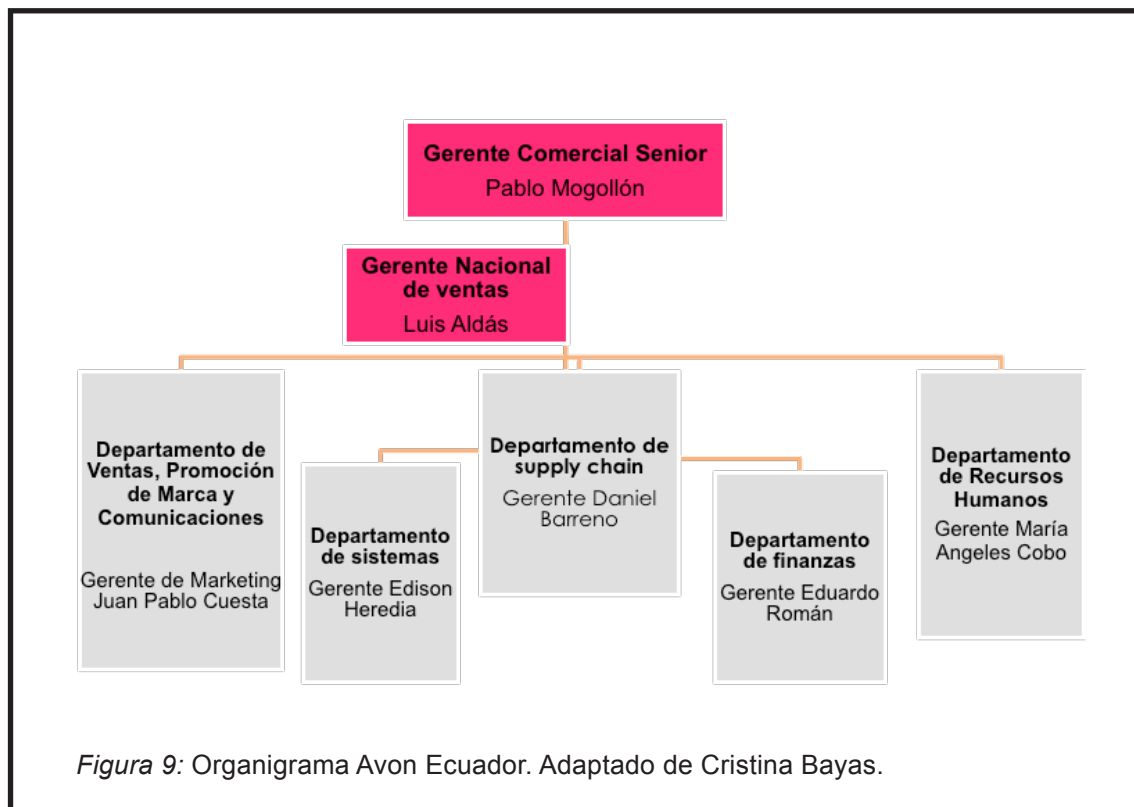 Gerente Comercial Senior
Pablo Mogollón
Gerente Nacional
de ventas
Luis Aldás
Departamento de
Ventas, Promoción
de Marca y
Comunicaciones
Gerente de Marketing
Juan Pablo Cuesta
Departamento
de sistemas
Gerente Edison
Heredia
Departamento de
supply chain
Gerente Daniel
Barreno
Departamento
de finanzas
Gerente Eduardo
Román
Departamento
de Recursos
Humanos
Gerente María
Angeles Cobo
Figura 9: Organigrama Avon Ecuador. Adaptado de Cristina Bayas.